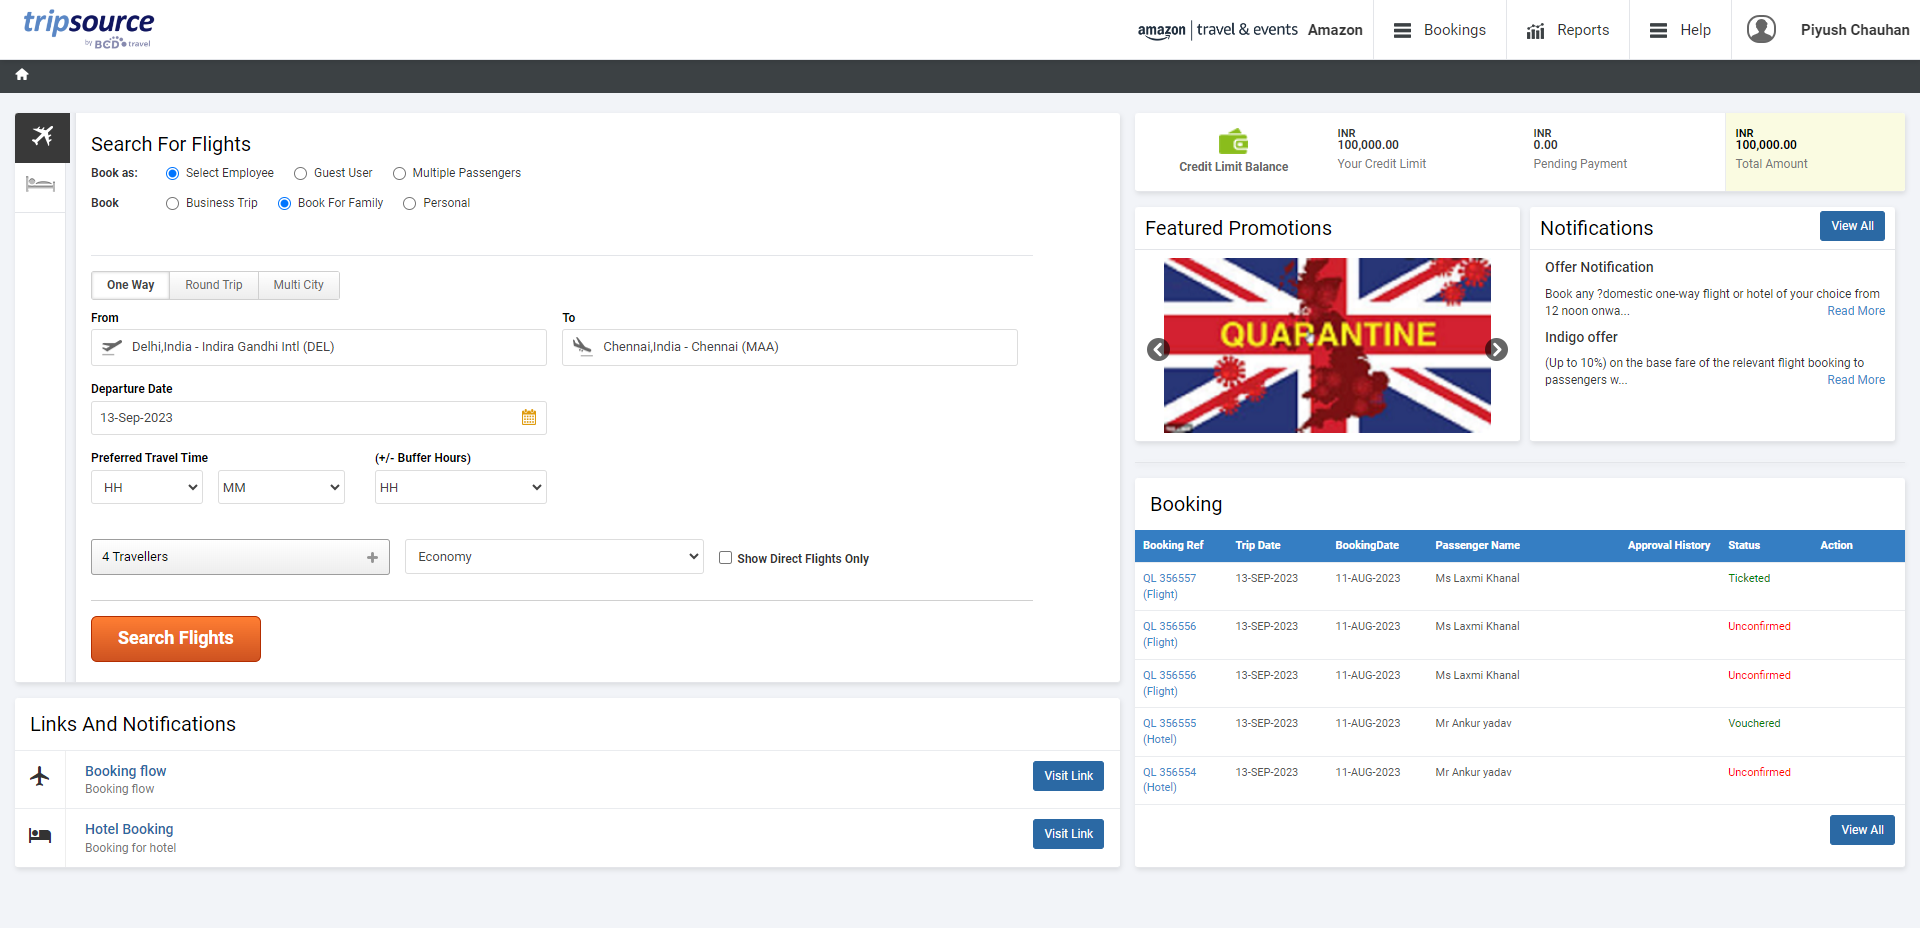 tripsource
by BCD travel
amazon | travel & events Amazon
Bookings
Reports
Help
Piyush Chauhan
Search For Flights
Book as: Select Employee Guest User Multiple Passengers
Book Business Trip Book For Family Personal
One Way Round Trip Multi City
From To
Delhi,India - Indira Gandhi Intl (DEL) Chennai,India - Chennai (MAA)
Departure Date
13-Sep-2023
Preferred Travel Time (+/- Buffer Hours)
HH MM HH
4 Travellers + Economy Show Direct Flights Only
Search Flights
Links And Notifications
Booking flow
Booking flow
Visit Link
Hotel Booking
Booking for hotel
Visit Link
Credit Limit Balance
INR
100,000.00
Your Credit Limit
INR
0.00
Pending Payment
INR
100,000.00
Total Amount
Featured Promotions
QUARANTINE
Notifications View All
Offer Notification
Book any ?domestic one-way flight or hotel of your choice from
12 noon onwa... Read More
Indigo offer
(Up to 10%) on the base fare of the relevant flight booking to
passengers w... Read More
Booking
Booking Ref Trip Date BookingDate Passenger Name Approval History Status Action
QL 356557 13-SEP-2023 11-AUG-2023 Ms Laxmi Khanal Ticketed
(Flight)
QL 356556 13-SEP-2023 11-AUG-2023 Ms Laxmi Khanal Unconfirmed
(Flight)
QL 356556 13-SEP-2023 11-AUG-2023 Ms Laxmi Khanal Unconfirmed
(Flight)
QL 356555 13-SEP-2023 11-AUG-2023 Mr Ankur yadav Vouchered
(Hotel)
QL 356554 13-SEP-2023 11-AUG-2023 Mr Ankur yadav Unconfirmed
(Hotel)
View All